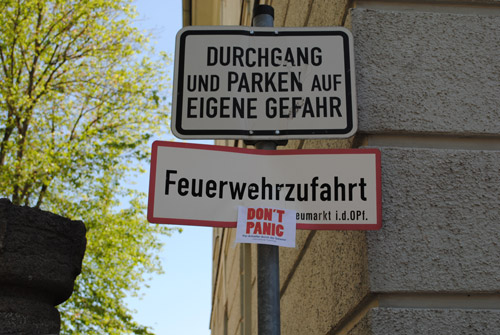 DURCHGANG
UND PARKEN AUF
EIGENE GEFAHR
Feuerwehrzufahrt
eumarkt i.d.OPf.
DON'T
PANIC